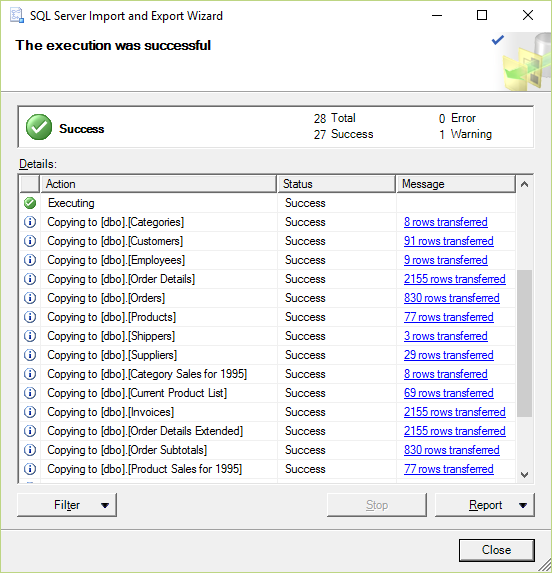 SQL Server Import and Export Wizard
The execution was successful
Success
28 Total 0 Error
27 Success 1 Warning
Details:
Action Status Message
Executing Success
Copying to [dbo].[Categories] Success 8 rows transferred
Copying to [dbo].[Customers] Success 91 rows transferred
Copying to [dbo].[Employees] Success 9 rows transferred
Copying to [dbo].[Order Details] Success 2155 rows transferred
Copying to [dbo].[Orders] Success 830 rows transferred
Copying to [dbo].[Products] Success 77 rows transferred
Copying to [dbo].[Shippers] Success 3 rows transferred
Copying to [dbo].[Suppliers] Success 29 rows transferred
Copying to [dbo].[Category Sales for 1995] Success 8 rows transferred
Copying to [dbo].[Current Product List] Success 69 rows transferred
Copying to [dbo].[Invoices] Success 2155 rows transferred
Copying to [dbo].[Order Details Extended] Success 2155 rows transferred
Copying to [dbo].[Order Subtotals] Success 830 rows transferred
Copying to [dbo].[Product Sales for 1995] Success 77 rows transferred
Filter Stop Report
Close